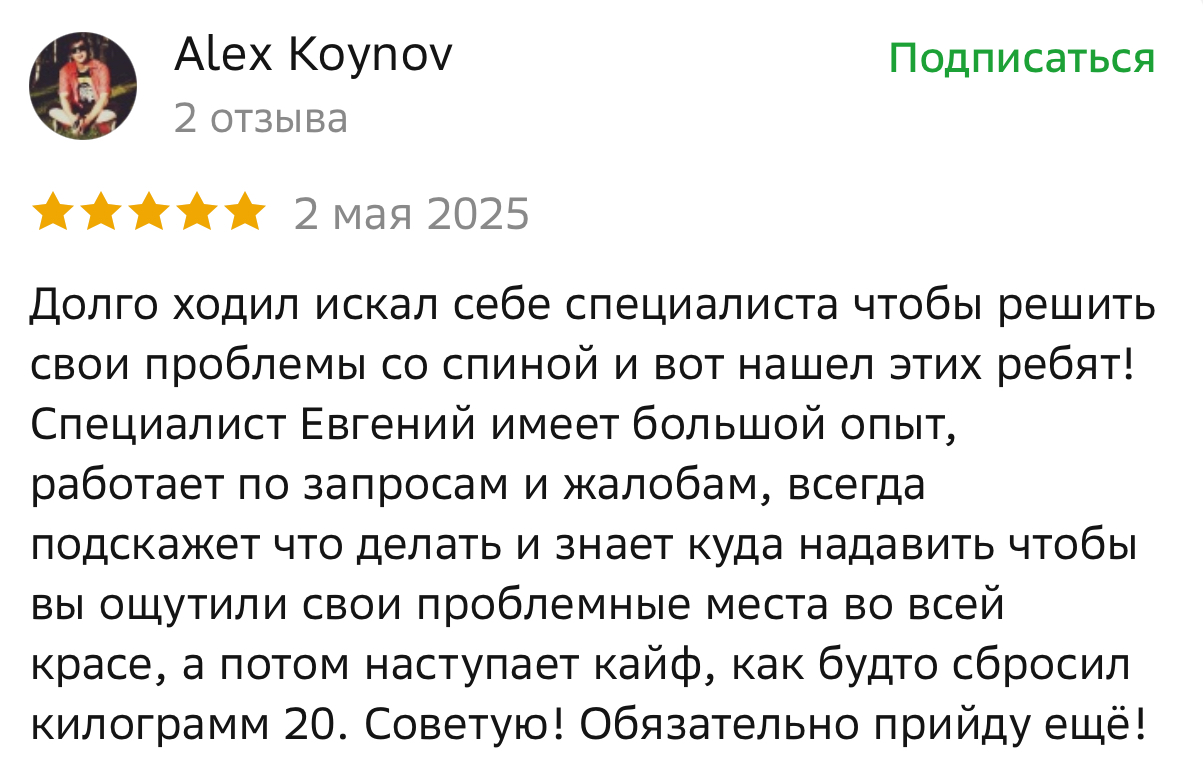 Alex Koynov
Подписаться
2 отзыва
2 мая 2025
Долго ходил искал себе специалиста чтобы решить
свои проблемы со спиной и вот нашел этих ребят!
Специалист Евгений имеет большой опыт,
работает по запросам и жалобам, всегда
подскажет что делать и знает куда надавить чтобы
вы ощутили свои проблемные места во всей
красе, а потом наступает кайф, как будто сбросил
килограмм 20. Советую! Обязательно прийду ещё!